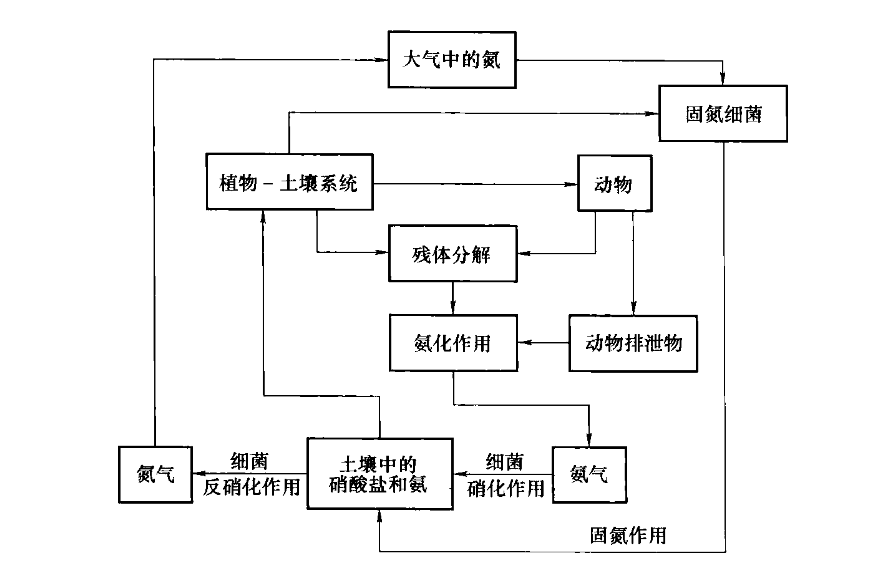 大气中的氮
固氮细菌
植物－土壤系统
动物
残体分解
氨化作用
动物排泄物
氮气
细菌
反硝化作用
土壤中的
硝酸盐和氨
细菌
硝化作用
氨气
固氮作用